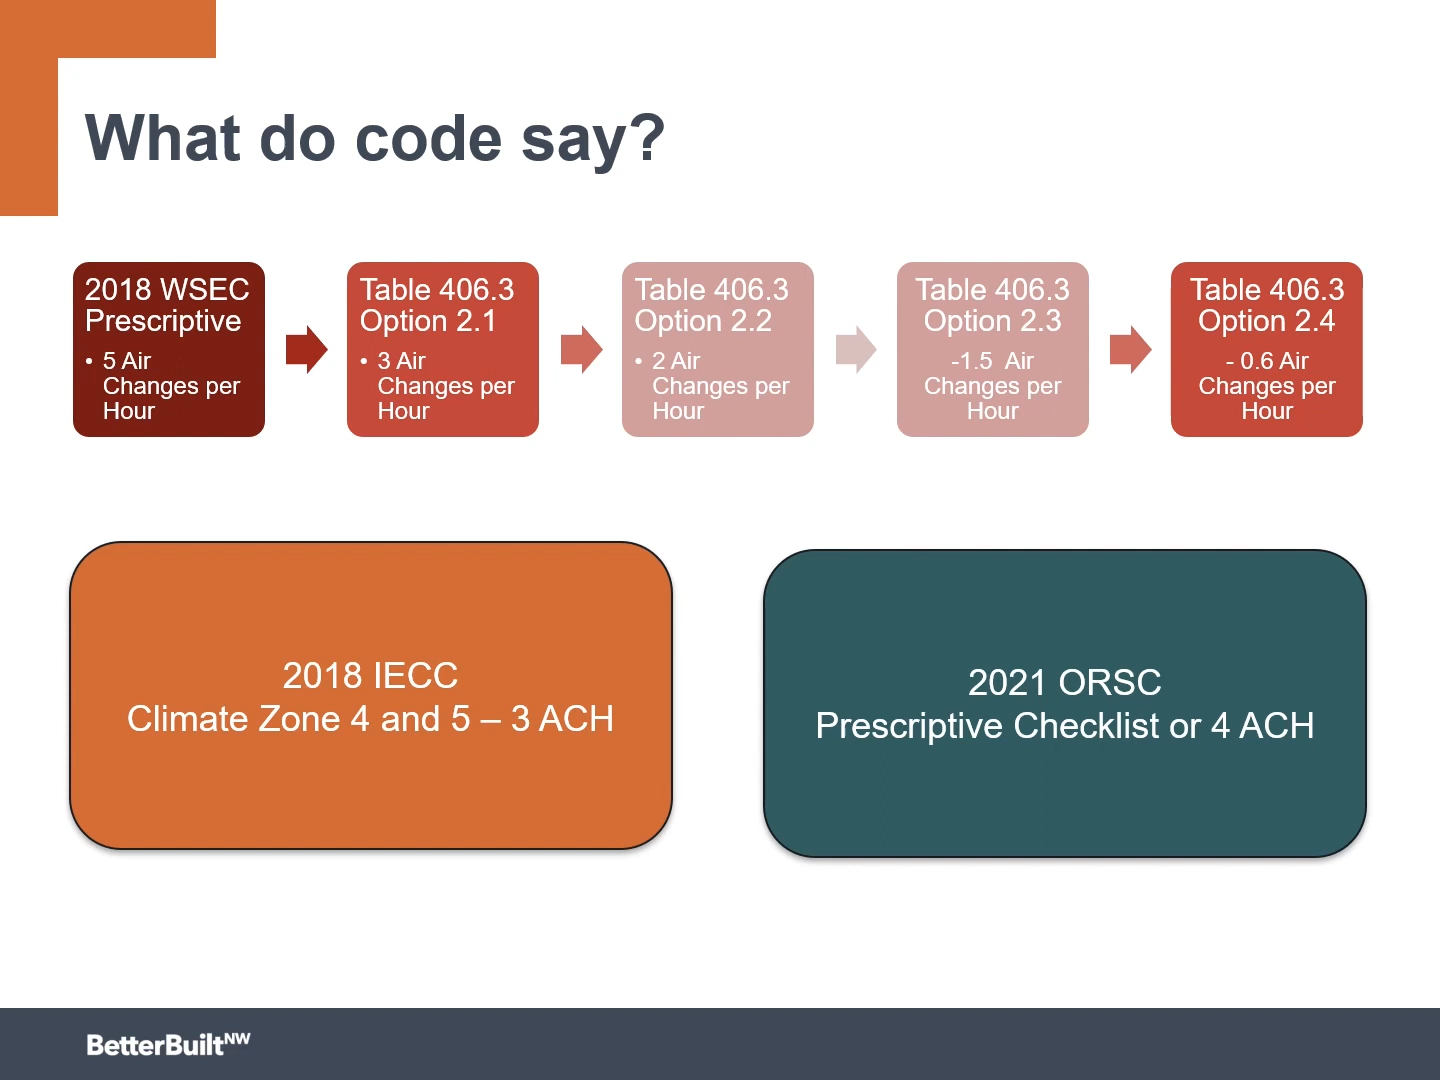 What do code say?
2018 WSEC
Prescriptive
• 5 Air
Changes per
Hour
Table 406.3
Option 2.1
• 3 Air
Changes per
Hour
Table 406.3
Option 2.2
• 2 Air
Changes per
Hour
Table 406.3
Option 2.3
-1.5 Air
Changes per
Hour
Table 406.3
Option 2.4
- 0.6 Air
Changes per
Hour
2018 IECC
Climate Zone 4 and 5 – 3 ACH
2021 ORSC
Prescriptive Checklist or 4 ACH
BetterBuiltNW